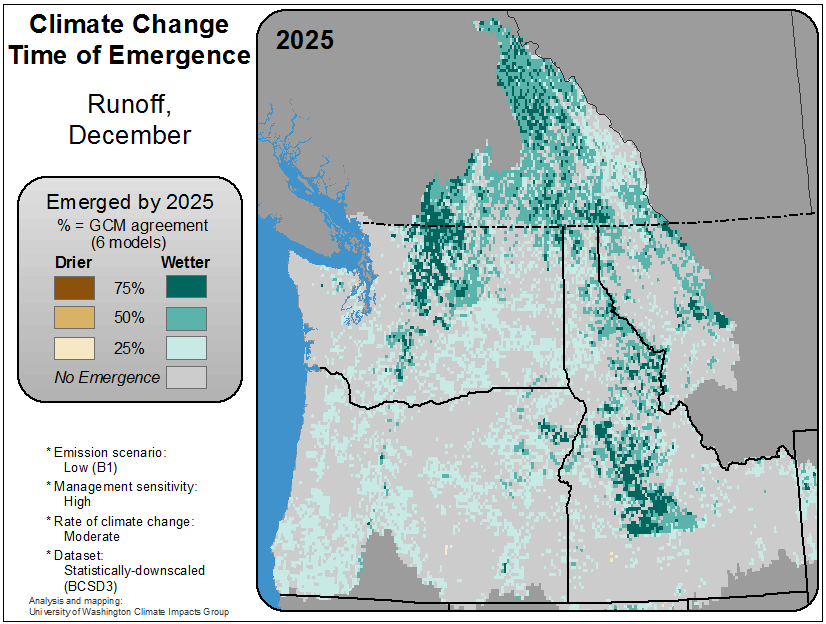 Climate Change
Time of Emergence
Runoff,
December
2025
Emerged by 2025
% = GCM agreement
(6 models)
Drier Wetter
75%
50%
25%
No Emergence
* Emission scenario:
Low (B1)
* Management sensitivity:
High
* Rate of climate change:
Moderate
* Dataset:
Statistically-downscaled
(BCSD3)
Analysis and mapping:
University of Washington Climate Impacts Group